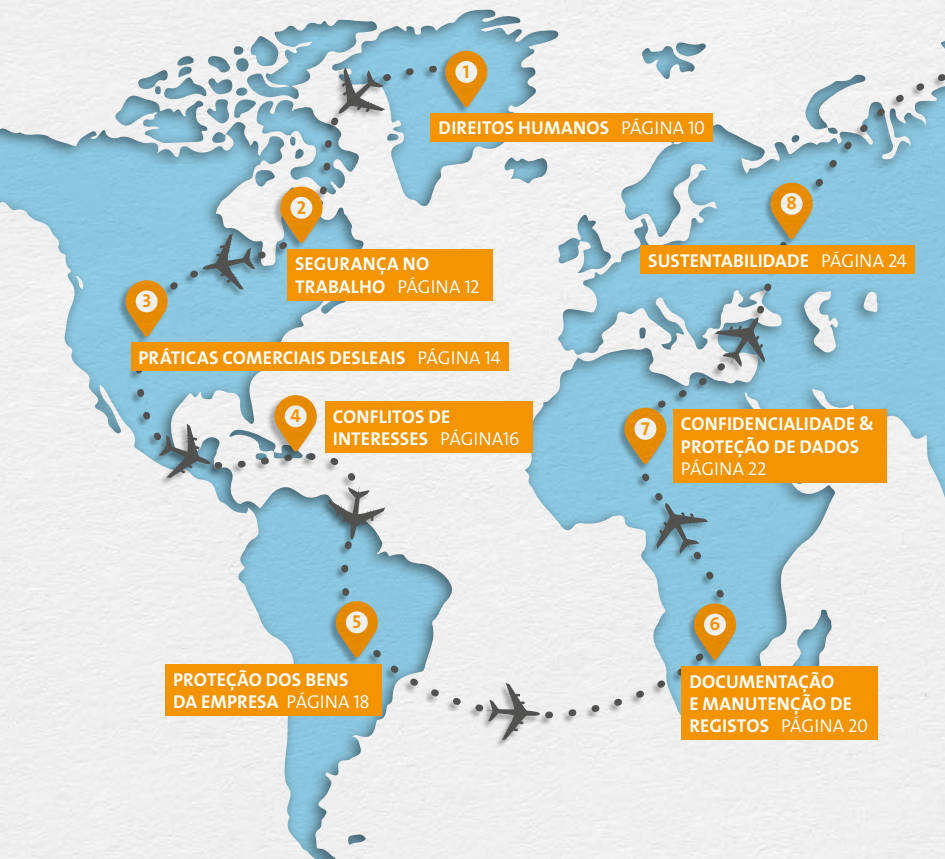 1
DIREITOS HUMANOS PÁGINA 10
2
SEGURANÇA NO
TRABALHO PÁGINA 12
3
PRÁTICAS COMERCIAIS DESLEAIS PÁGINA 14
4
CONFLITOS DE
INTERESSES PÁGINA16
5
PROTEÇÃO DOS BENS
DA EMPRESA PÁGINA 18
6
DOCUMENTAÇÃO
E MANUTENÇÃO DE
REGISTOS PÁGINA 20
7
CONFIDENCIALIDADE &
PROTEÇÃO DE DADOS
PÁGINA 22
8
SUSTENTABILIDADE PÁGINA 24